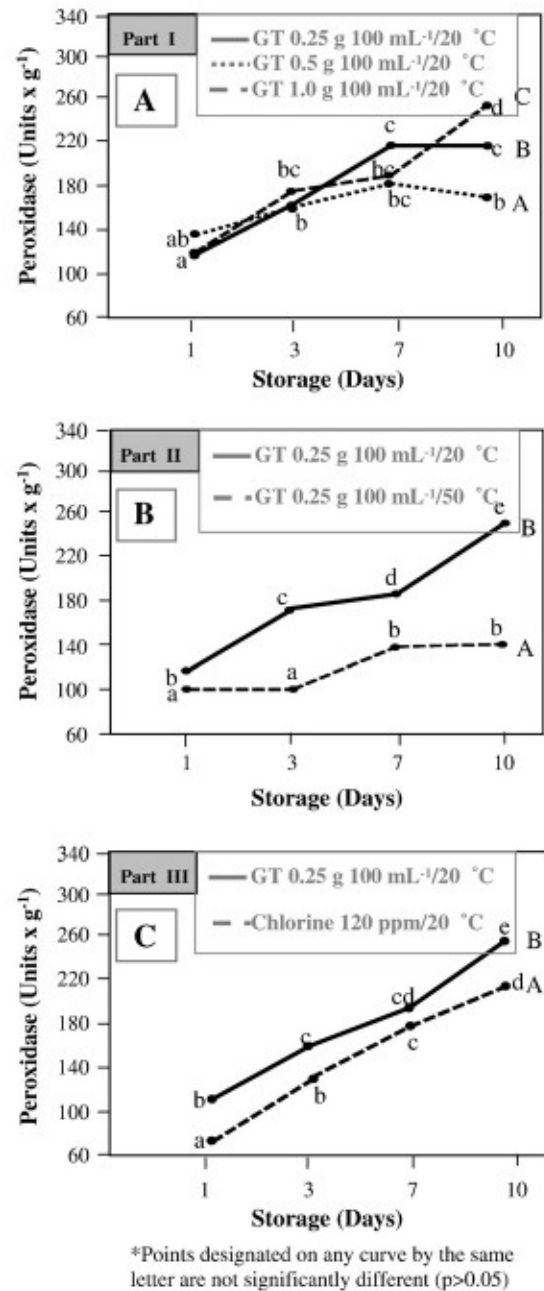 340
300
260
220
180
140
100
60
Peroxidase (Units x g⁻¹)
Part I
A
GT 0.25 g 100 mL⁻¹/20 °C
GT 0.5 g 100 mL⁻¹/20 °C
GT 1.0 g 100 mL⁻¹/20 °C
ab
a
bc
b
c
bc
bc
d
C
c
B
b
A
1
3
7
10
Storage (Days)
340
300
260
180
140
100
60
Peroxidase (Units x g⁻¹)
Part II
B
GT 0.25 g 100 mL⁻¹/20 °C
GT 0.25 g 100 mL⁻¹/50 °C
b
a
c
a
d
b
e
B
b
A
1
3
7
10
Storage (Days)
340
300
260
220
180
140
100
60
Peroxidase (Units x g⁻¹)
Part III
C
GT 0.25 g 100 mL⁻¹/20 °C
Chlorine 120 ppm/20 °C
b
a
c
b
cd
c
e
B
d
A
1
3
7
10
Storage (Days)
*Points designated on any curve by the same
letter are not significantly different (p>0.05)